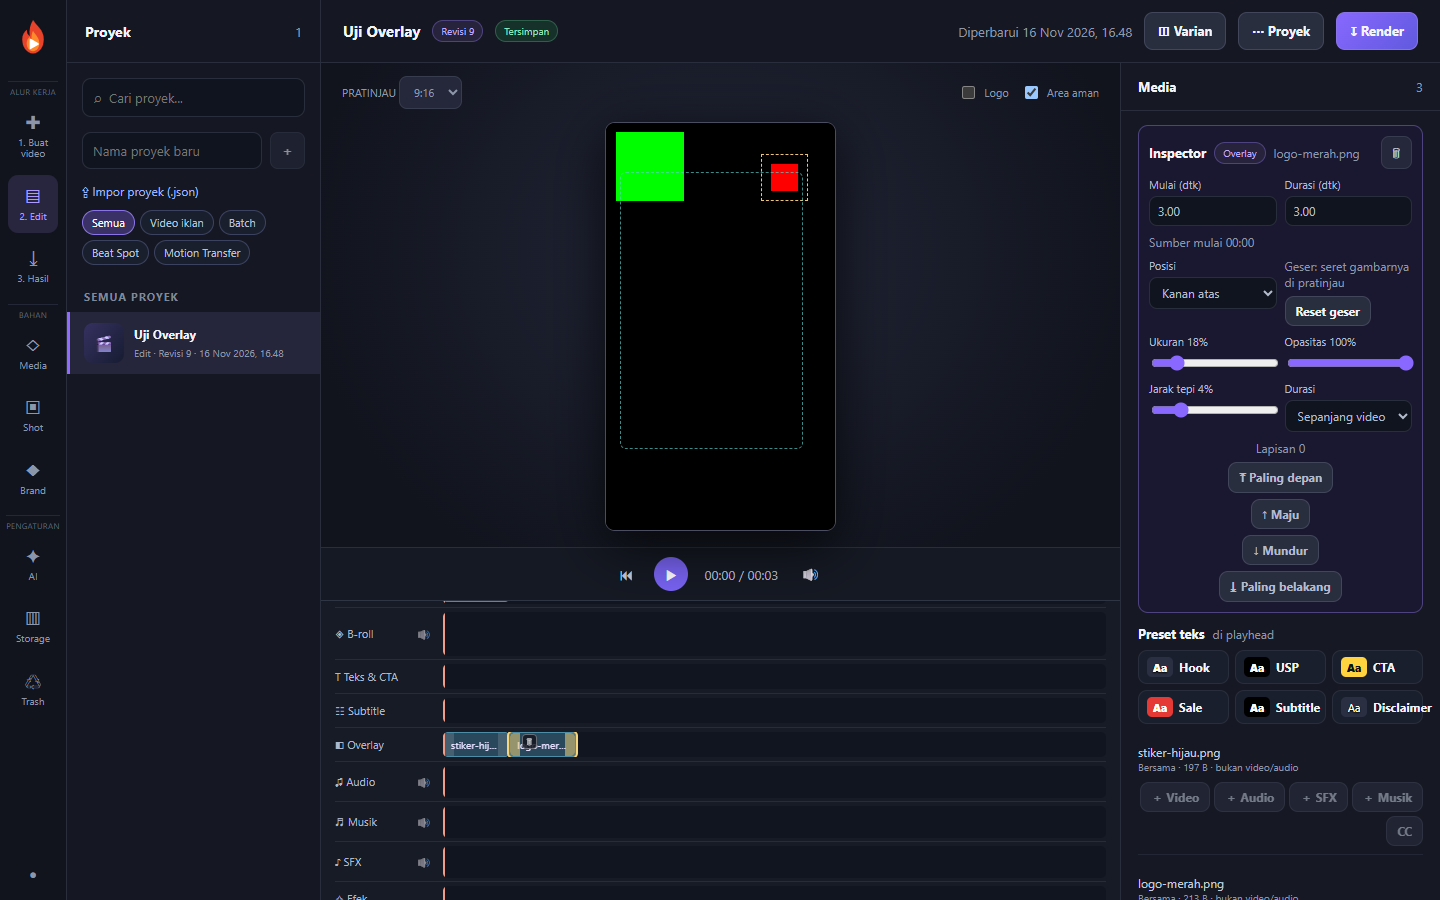 ALUR KERJA
1. Buat
video
2. Edit
3. Hasil
BAHAN
Media
Shot
Brand
PENGATURAN
AI
Storage
Trash
Proyek
1
Cari proyek...
Nama proyek baru
+
Impor proyek (.json)
Semua
Video iklan
Batch
Beat Spot
Motion Transfer
SEMUA PROYEK
Uji Overlay
Edit · Revisi 9 · 16 Nov 2026, 16.48
Uji Overlay
Revisi 9
Tersimpan
Diperbarui 16 Nov 2026, 16.48
Varian
Proyek
Render
PRATINJAU
9:16
Logo
Area aman
00:00 / 00:03
B-roll
T Teks & CTA
Subtitle
Overlay
stiker-hij...
Audio
Musik
SFX
Efek
Media
3
Inspector
Overlay
logo-merah.png
Mulai (dtk)
Durasi (dtk)
3.00
3.00
Sumber mulai 00:00
Posisi
Geser: seret gambarnya
di pratinjau
Kanan atas
Reset geser
Ukuran 18%
Opasitas 100%
Jarak tepi 4%
Durasi
Sepanjang video
Lapisan 0
⤒ Paling depan
↑ Maju
↓ Mundur
⤓ Paling belakang
Preset teks
di playhead
Aa Hook
Aa USP
Aa CTA
Aa Sale
Aa Subtitle
Aa Disclaimer
stiker-hijau.png
Bersama · 197 B · bukan video/audio
+ Video
+ Audio
+ SFX
+ Musik
CC
logo-merah.png
Bersama · 213 B · bukan video/audio